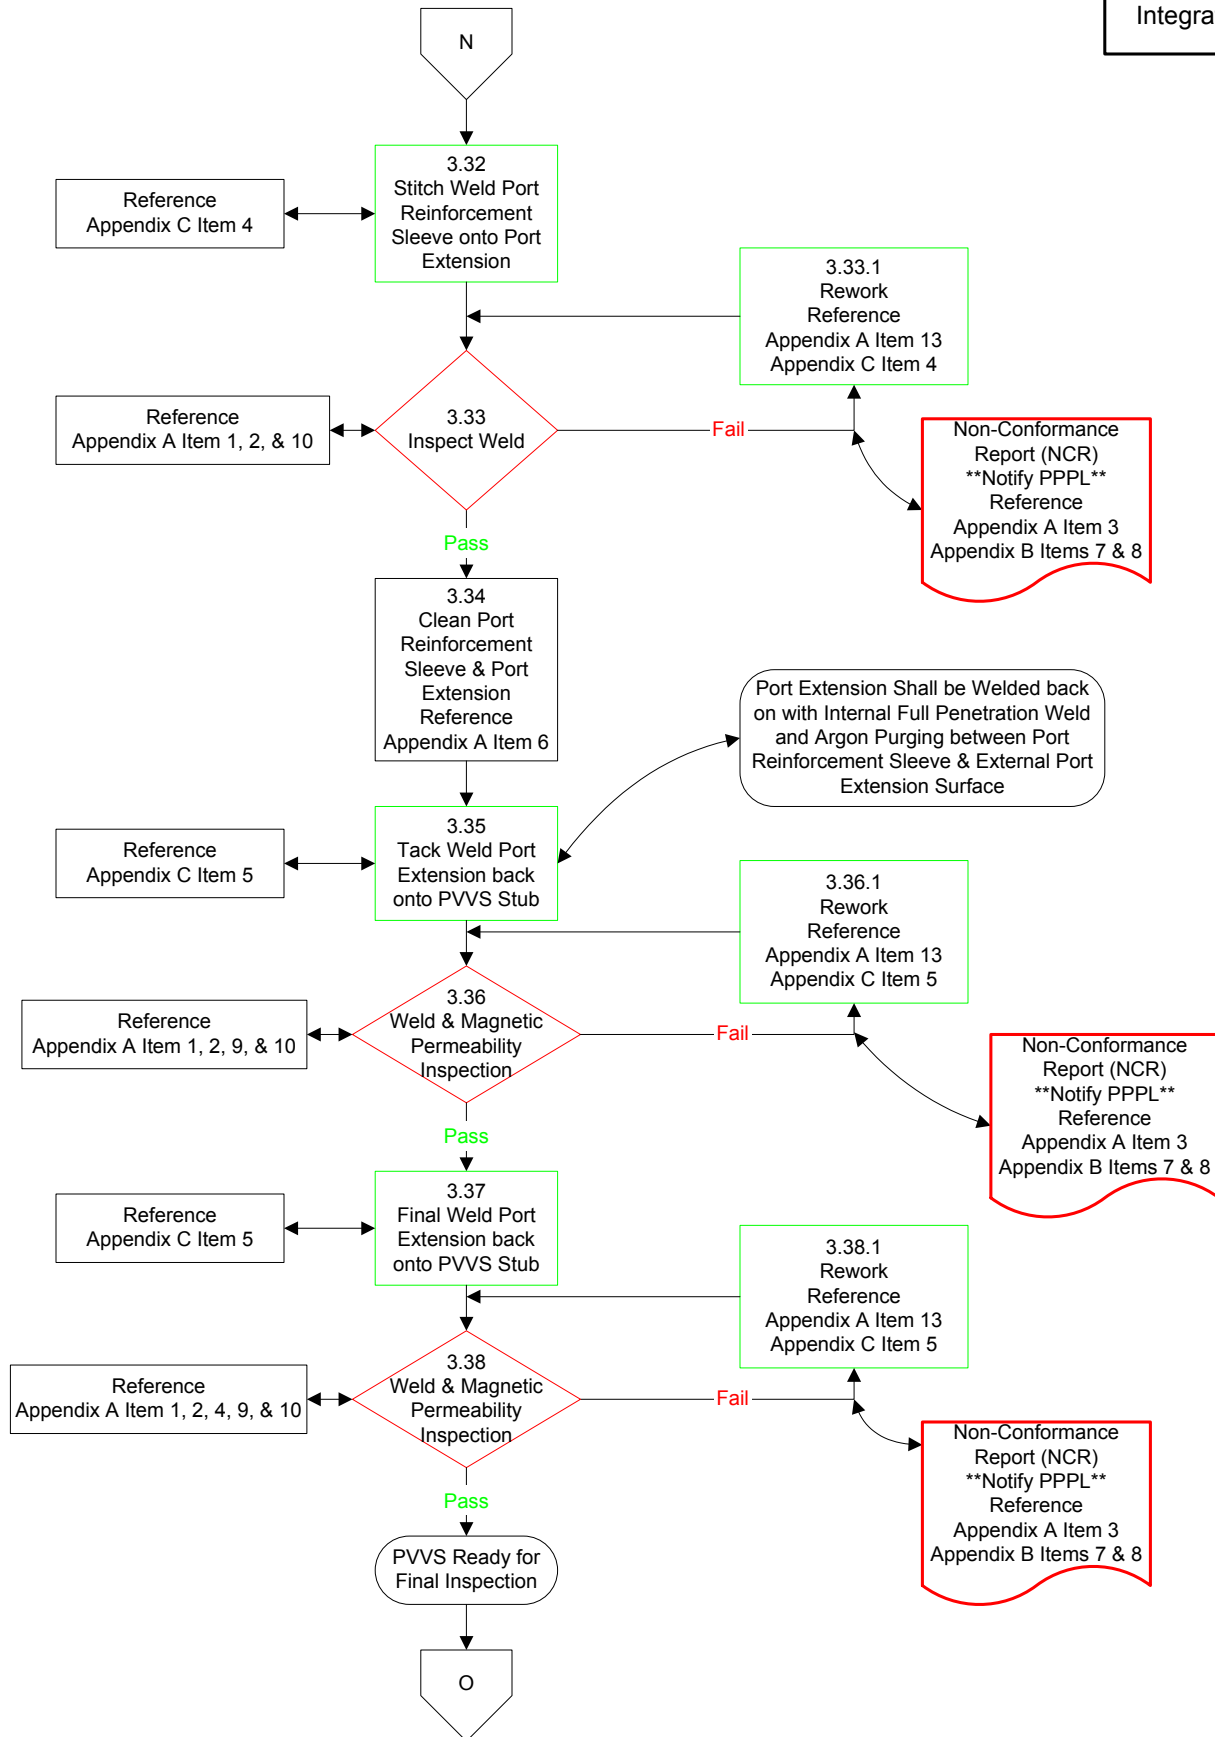 Integra
N
3.32
Stitch Weld Port
Reinforcement
Sleeve onto Port
Extension
Reference
Appendix C Item 4
3.33.1
Rework
Reference
Appendix A Item 13
Appendix C Item 4
3.33
Inspect Weld
Reference
Appendix A Item 1, 2, & 10
Fail
Non-Conformance
Report (NCR)
**Notify PPPL**
Reference
Appendix A Item 3
Appendix B Items 7 & 8
Pass
3.34
Clean Port
Reinforcement
Sleeve & Port
Extension
Reference
Appendix A Item 6
Port Extension Shall be Welded back
on with Internal Full Penetration Weld
and Argon Purging between Port
Reinforcement Sleeve & External Port
Extension Surface
3.35
Tack Weld Port
Extension back
onto PVVS Stub
Reference
Appendix C Item 5
3.36.1
Rework
Reference
Appendix A Item 13
Appendix C Item 5
3.36
Weld & Magnetic
Permeability
Inspection
Reference
Appendix A Item 1, 2, 9, & 10
Fail
Non-Conformance
Report (NCR)
**Notify PPPL**
Reference
Appendix A Item 3
Appendix B Items 7 & 8
Pass
3.37
Final Weld Port
Extension back
onto PVVS Stub
Reference
Appendix C Item 5
3.38.1
Rework
Reference
Appendix A Item 13
Appendix C Item 5
3.38
Weld & Magnetic
Permeability
Inspection
Reference
Appendix A Item 1, 2, 4, 9, & 10
Fail
Non-Conformance
Report (NCR)
**Notify PPPL**
Reference
Appendix A Item 3
Appendix B Items 7 & 8
Pass
PVVS Ready for
Final Inspection
O